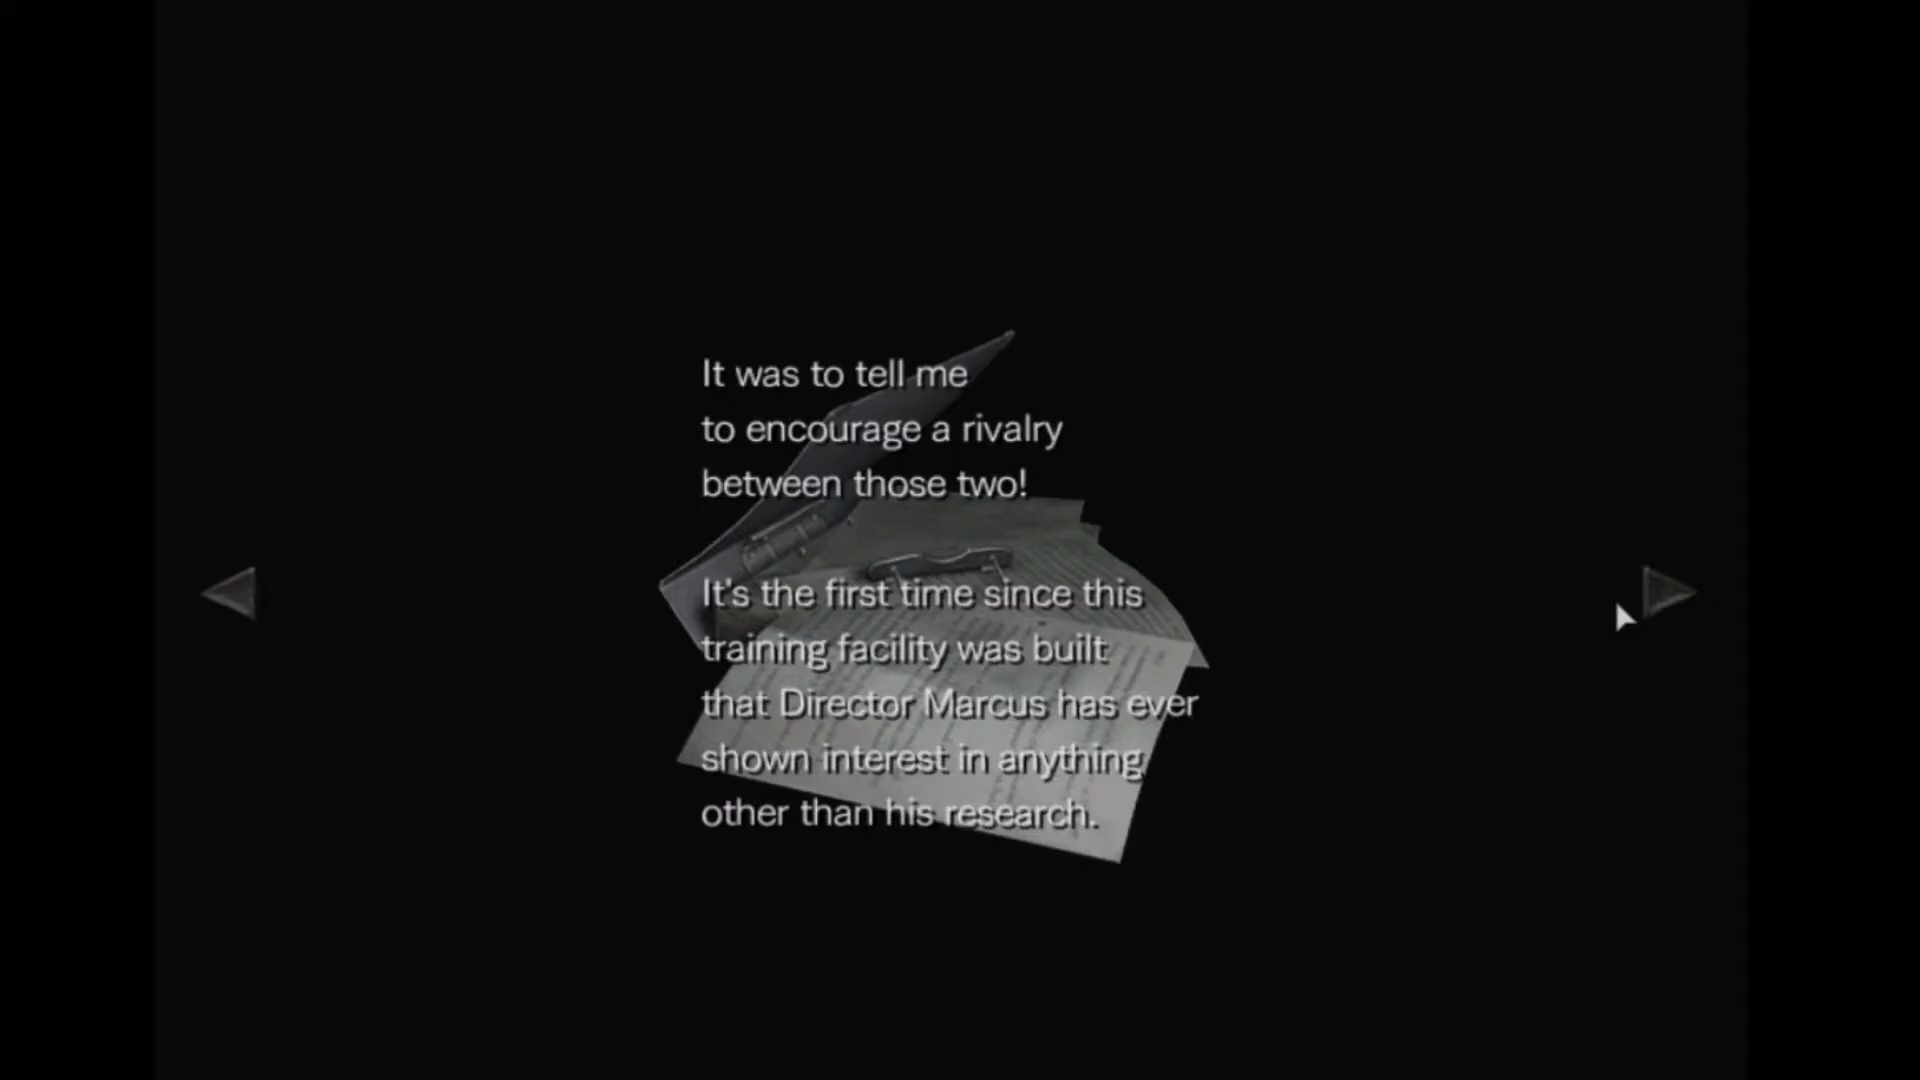 It was to tell me
to encourage a rivalry
between those two!
It's the first time since this
training facility was built
that Director Marcus has ever
shown interest in anything
other than his research.